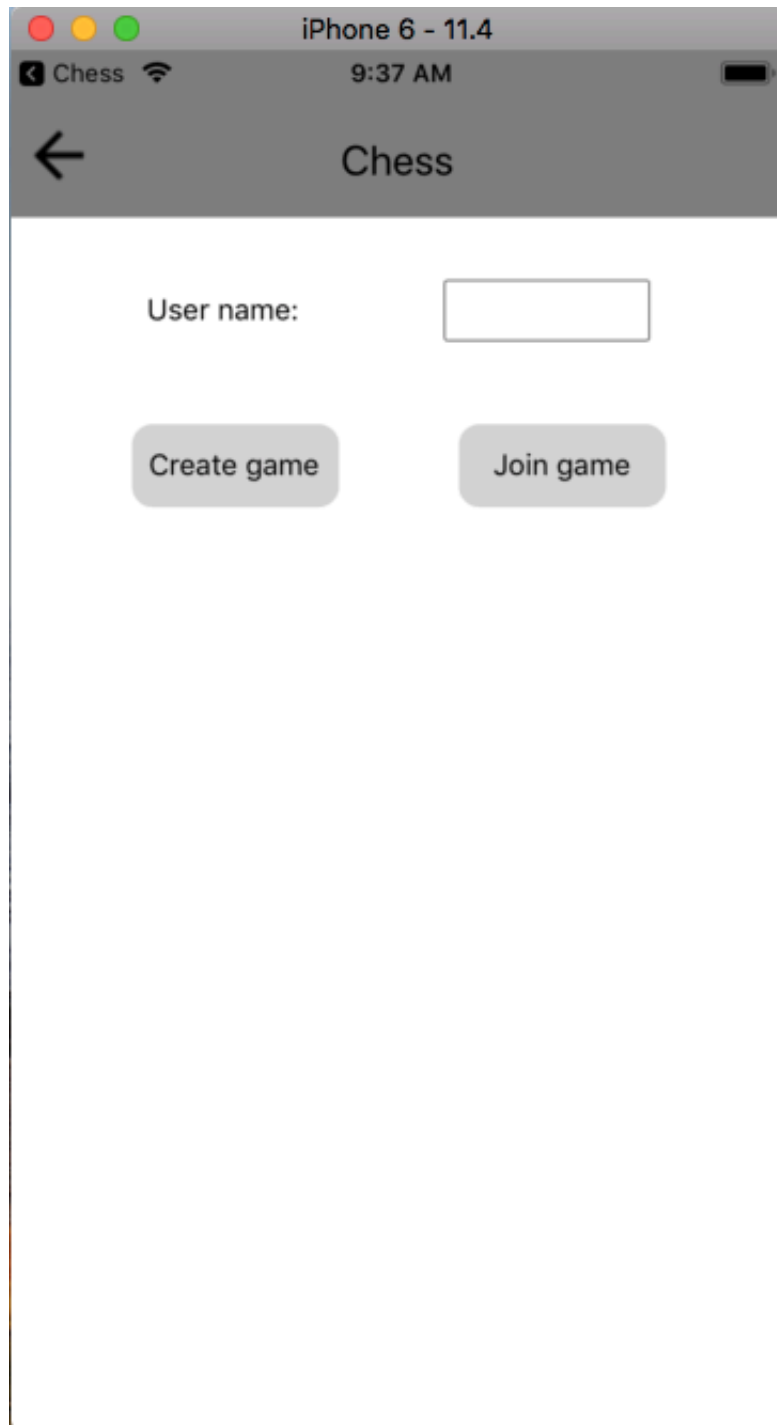 iPhone 6 - 11.4
Chess 9:37 AM
Chess
User name:
Create game Join game